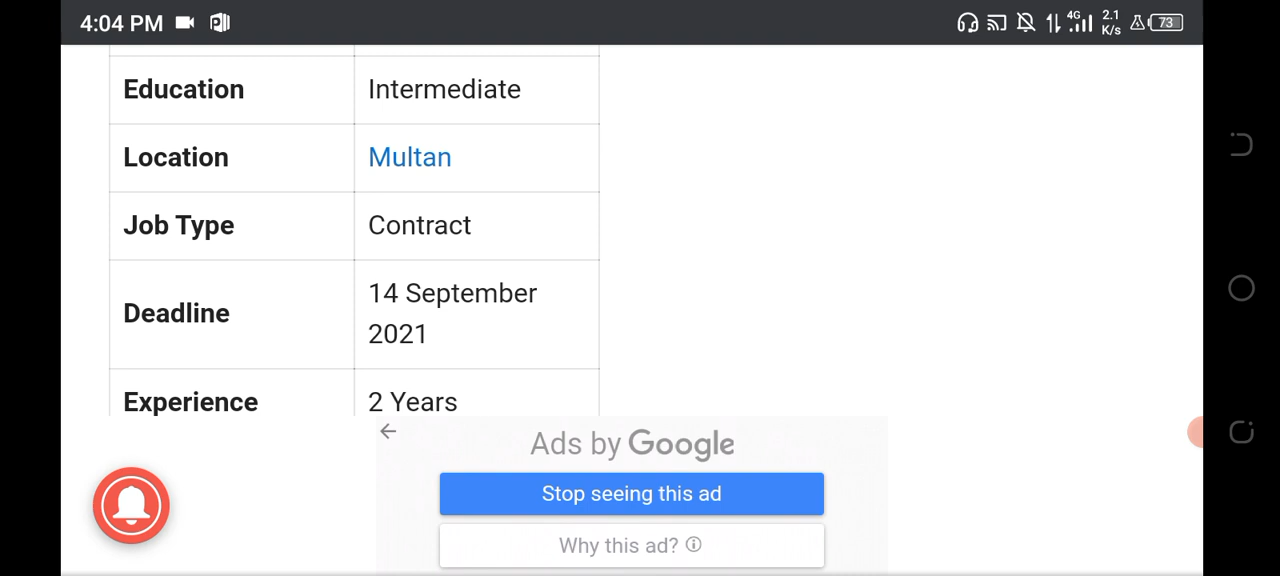 4:04 PM
4G
2.1
K/s
73
Education Intermediate
Location Multan
Job Type Contract
Deadline 14 September
2021
Experience 2 Years
Ads by Google
Stop seeing this ad
Why this ad?